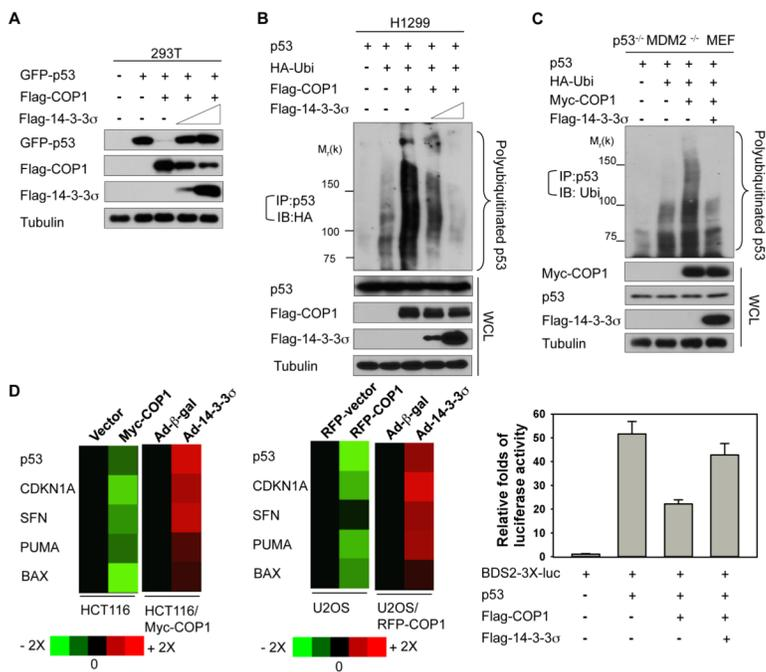 A
293T
GFP-p53 - + + + +
Flag-COP1 - - + + +
Flag-14-3-3σ
GFP-p53
Flag-COP1
Flag-14-3-3σ
Tubulin
B
H1299
p53 + + + + +
HA-Ubi - + + + +
Flag-COP1 - - + + +
Flag-14-3-3σ - - -
Mr(k)
150
IP:p53
IB:HA
100
75
Polyubiquitinated p53
p53
Flag-COP1
Flag-14-3-3σ
Tubulin
WCL
C
p53-/- MDM2 -/- MEF
p53 + + + +
HA-Ubi - + + +
Myc-COP1 - - + +
Flag-14-3-3σ - - - +
Mr(k)
150
IP:p53
IB: Ubi
100
75
Polyubiquitinated p53
Myc-COP1
p53
Flag-14-3-3σ
Tubulin
WCL
D
Vector
Myc-COP1
Ad-β-gal
Ad-14-3-3σ
p53
CDKN1A
SFN
PUMA
BAX
HCT116
HCT116/
Myc-COP1
- 2X
+ 2X
0
RFP-vector
RFP-COP1
Ad-β-gal
Ad-14-3-3σ
p53
CDKN1A
SFN
PUMA
BAX
U2OS
U2OS/
RFP-COP1
- 2X
+ 2X
0
Relative folds of
luciferase activity
60
50
40
30
20
10
0
BDS2-3X-luc + + + +
p53 - + + +
Flag-COP1 - - + +
Flag-14-3-3σ - - - +